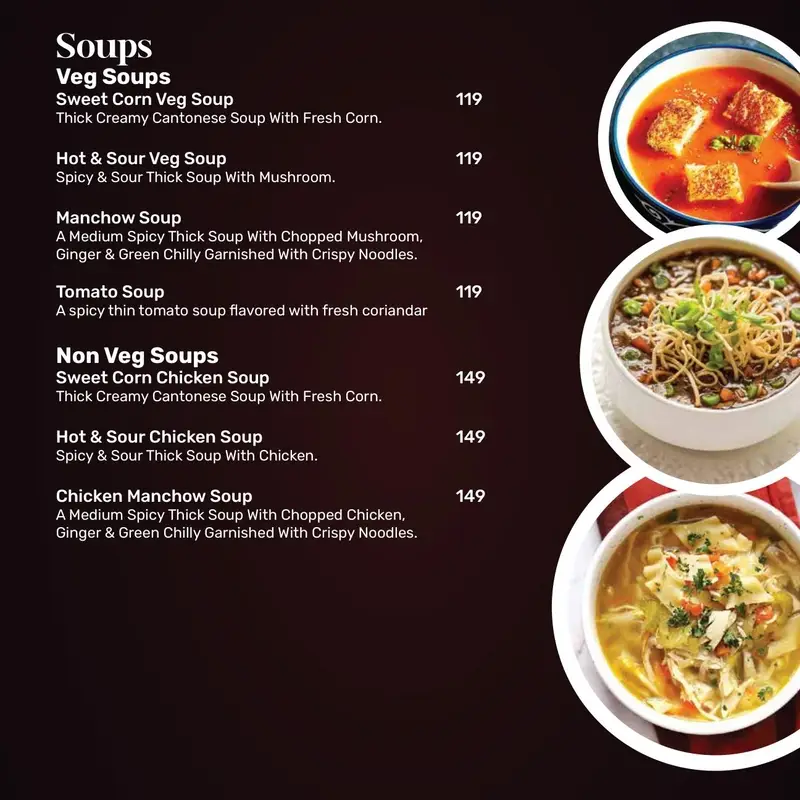 Soups
Veg Soups
Sweet Corn Veg Soup 119
Thick Creamy Cantonese Soup With Fresh Corn.
Hot & Sour Veg Soup 119
Spicy & Sour Thick Soup With Mushroom.
Manchow Soup 119
A Medium Spicy Thick Soup With Chopped Mushroom,
Ginger & Green Chilly Garnished With Crispy Noodles.
Tomato Soup 119
A spicy thin tomato soup flavored with fresh coriandar
Non Veg Soups
Sweet Corn Chicken Soup 149
Thick Creamy Cantonese Soup With Fresh Corn.
Hot & Sour Chicken Soup 149
Spicy & Sour Thick Soup With Chicken.
Chicken Manchow Soup 149
A Medium Spicy Thick Soup With Chopped Chicken,
Ginger & Green Chilly Garnished With Crispy Noodles.